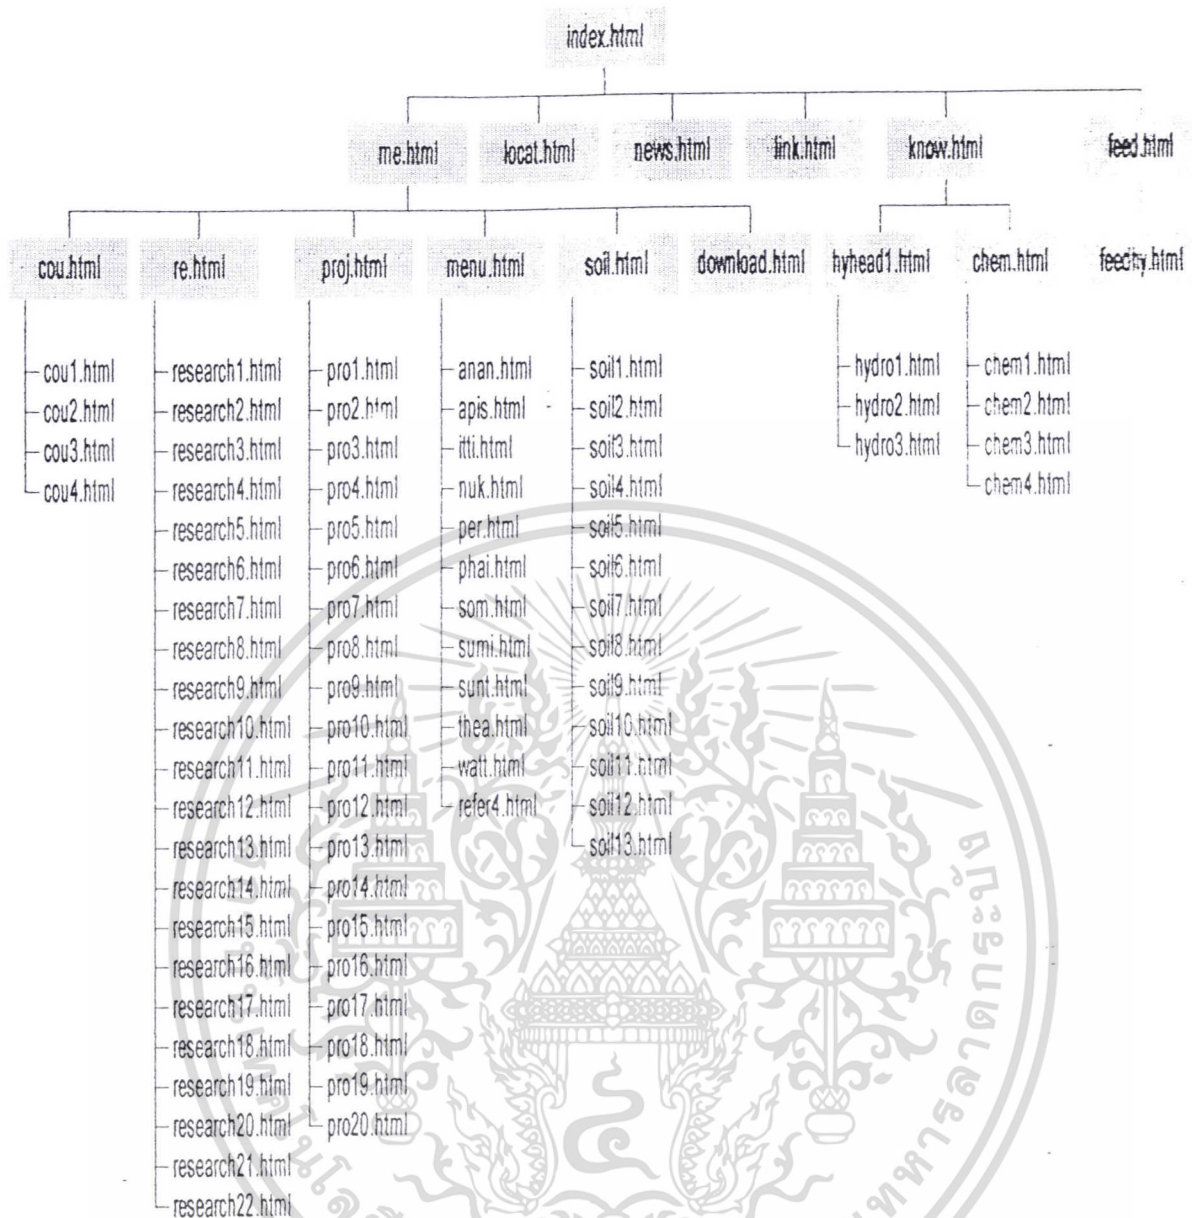 index.html
me.html locat.html news.html link.html know.html feed.html
cou.html re.html proj.html menu.html soil.html download.html hyhead1.html chem.html
cou1.html research1.html pro1.html anan.html soil1.html hydro1.html chem1.html
cou2.html research2.html pro2.html apis.html soil2.html hydro2.html chem2.html
cou3.html research3.html pro3.html itti.html soil3.html hydro3.html chem3.html
cou4.html research4.html pro4.html nuk.html soil4.html chem4.html
research5.html pro5.html per.html soil5.html
research6.html pro6.html phai.html soil6.html
research7.html pro7.html som.html soil7.html
research8.html pro8.html sumi.html soil8.html
research9.html pro9.html sunt.html soil9.html
research10.html pro10.html thea.html soil10.html
research11.html pro11.html watt.html soil11.html
research12.html pro12.html refer4.html soil12.html
research13.html pro13.html soil13.html
research14.html pro14.html
research15.html pro15.html
research16.html pro16.html
research17.html pro17.html
research18.html pro18.html
research19.html pro19.html
research20.html pro20.html
research21.html
research22.html